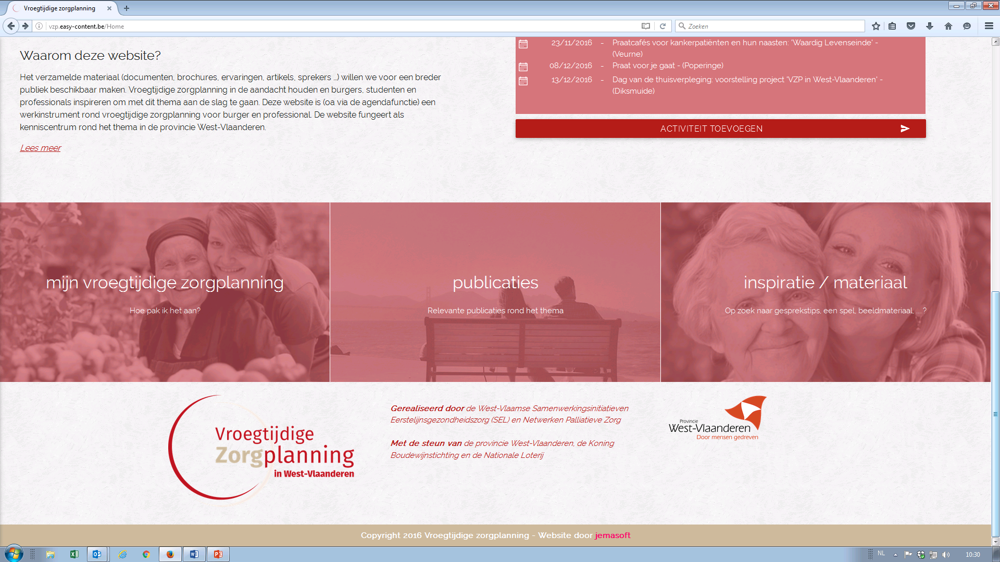 Vroegtijdige zorgplanning
vzp.easy-content.be/Home
Zoeken
Waarom deze website?
Het verzamelde materiaal (documenten, brochures, ervaringen, artikels, sprekers ...) willen we voor een breder
publiek beschikbaar maken. Vroegtijdige zorgplanning in de aandacht houden en burgers, studenten en
professionals inspireren om met dit thema aan de slag te gaan. Deze website is (oa via de agendafunctie) een
werkinstrument rond vroegtijdige zorgplanning voor burger en professional. De website fungeert als
kenniscentrum rond het thema in de provincie West-Vlaanderen.
Lees meer
23/11/2016 - Praatcafés voor kankerpatiënten en hun naasten: 'Waardig Levenseinde' -
(Veurne)
08/12/2016 - Praat voor je gaat - (Poperinge)
13/12/2016 - Dag van de thuisverpleging: voorstelling project 'VZP in West-Vlaanderen' -
(Diksmuide)
ACTIVITEIT TOEVOEGEN
mijn vroegtijdige zorgplanning
Hoe pak ik het aan?
publicaties
Relevante publicaties rond het thema
inspiratie / materiaal
Op zoek naar gesprekstips, een spel, beeldmateriaal, ....?
Vroegtijdige
Zorgplanning
in West-Vlaanderen
Gerealiseerd door de West-Vlaamse Samenwerkingsinitiatieven
Eerstelijnsgezondheidszorg (SEL) en Netwerken Palliatieve Zorg
Met de steun van de provincie West-Vlaanderen, de Koning
Boudewijnstichting en de Nationale Loterij
Provincie
West-Vlaanderen
Door mensen gedreven
Copyright 2016 Vroegtijdige zorgplanning - Website door jemasoft
NL
10:30